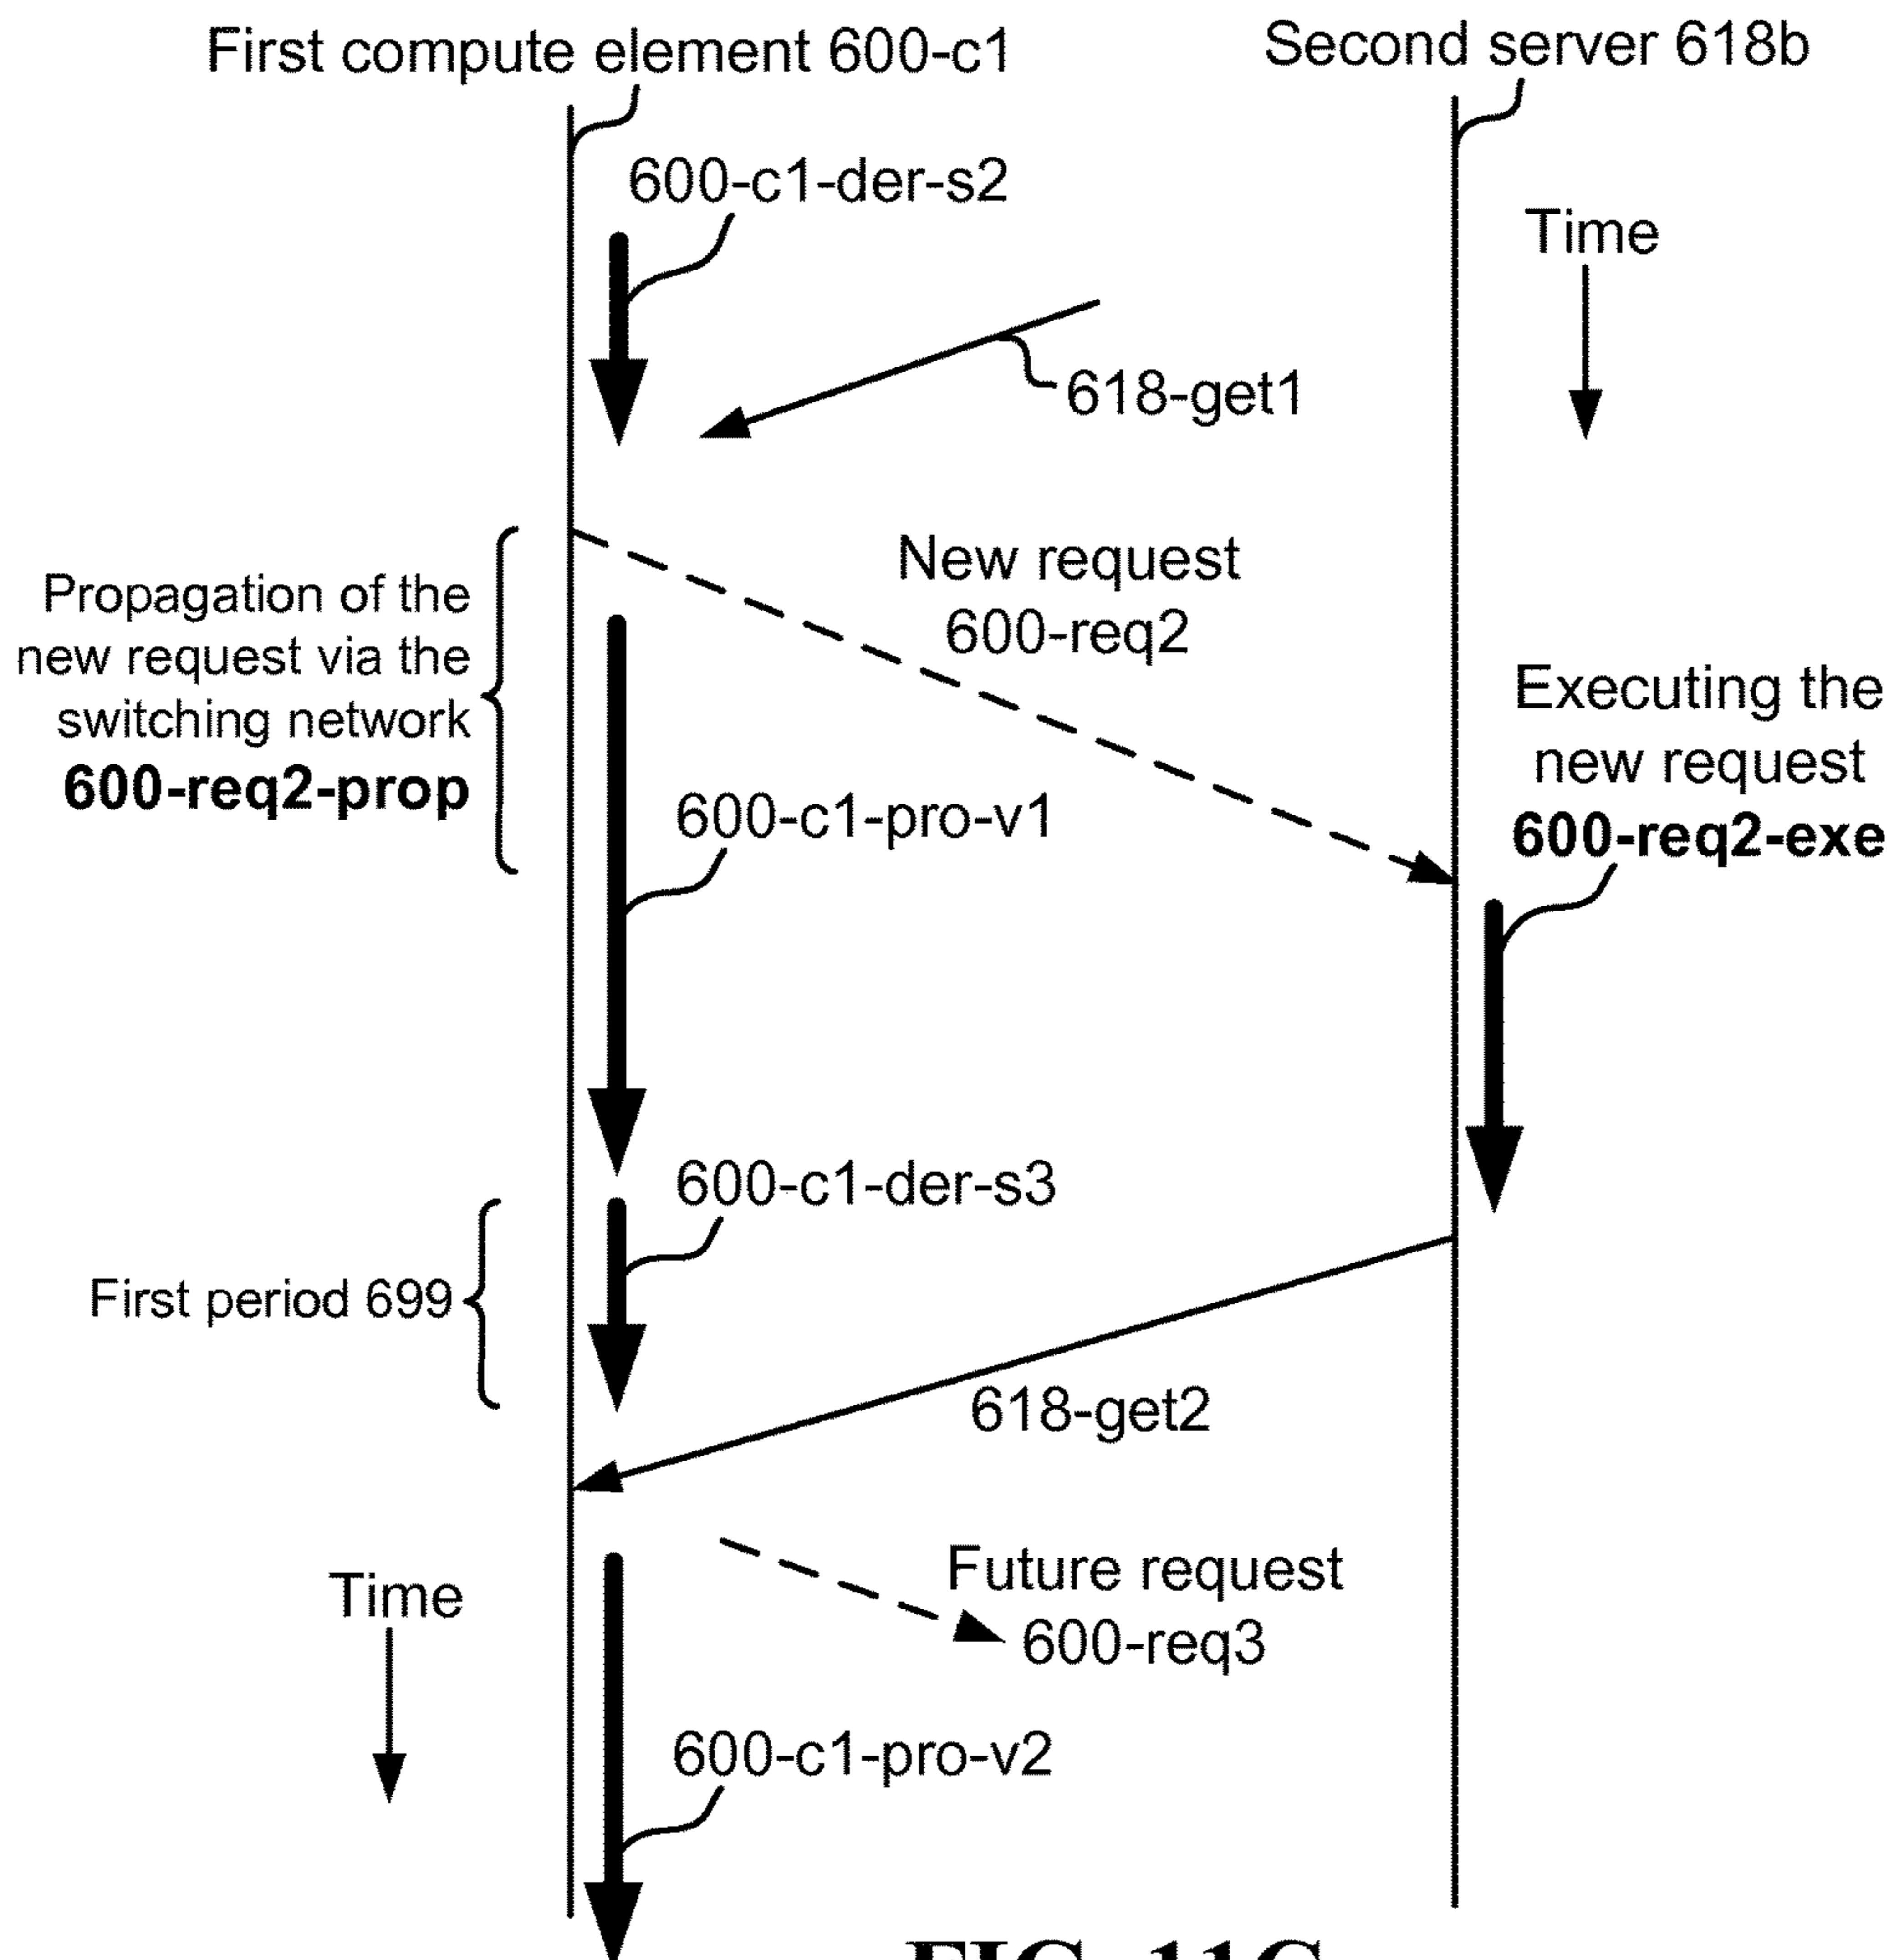 First compute element 600-c1
Second server 618b
600-c1-der-s2
Time
618-get1
New request
600-req2
Propagation of the
new request via the
switching network
600-req2-prop
Executing the
new request
600-req2-exe
600-c1-pro-v1
600-c1-der-s3
First period 699
618-get2
Future request
600-req3
Time
600-c1-pro-v2